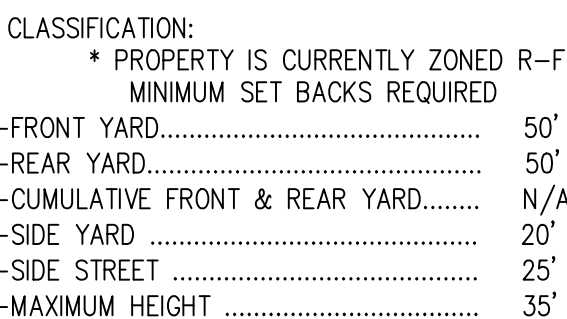 CLASSIFICATION:
* PROPERTY IS CURRENTLY ZONED R-F
MINIMUM SET BACKS REQUIRED
-FRONT YARD........................................... 50'
-REAR YARD............................................. 50'
-CUMULATIVE FRONT & REAR YARD........ N/A
-SIDE YARD ............................................ 20'
-SIDE STREET ......................................... 25'
-MAXIMUM HEIGHT .................................. 35'